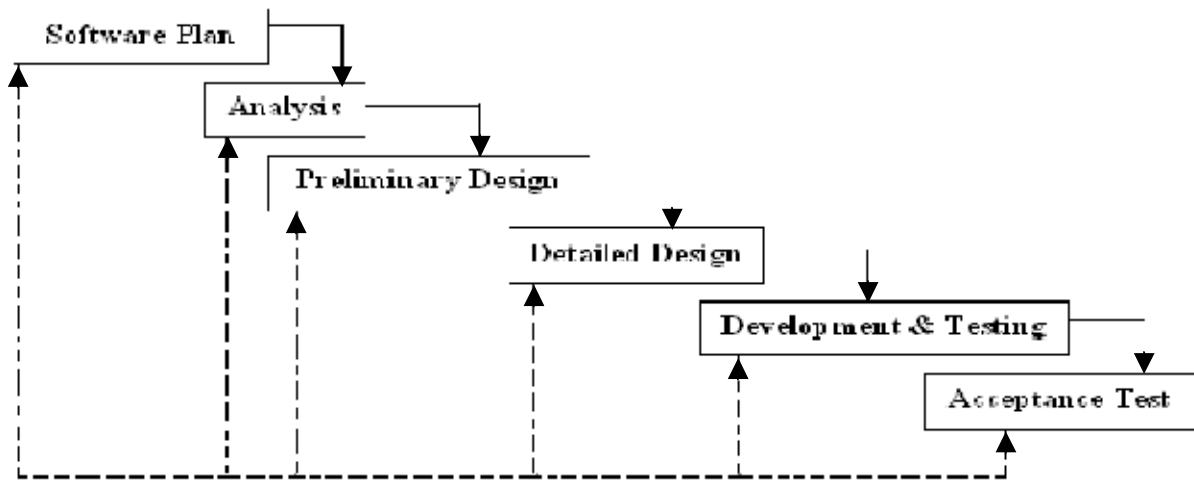 Software Plan
Analysis
Preliminary Design
Detailed Design
Development & Testing
Acceptance Test